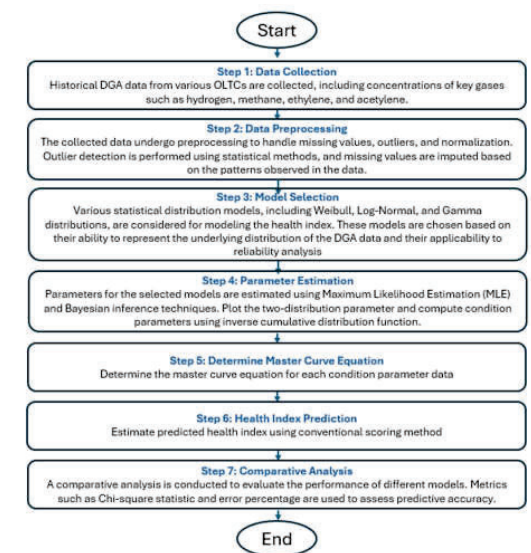 Start
Step 1: Data Collection
Historical DGA data from various OLTCs are collected, including concentrations of key gases
such as hydrogen, methane, ethylene, and acetylene.
Step 2: Data Preprocessing
The collected data undergo preprocessing to handle missing values, outliers, and normalization.
Outlier detection is performed using statistical methods, and missing values are imputed based
on the patterns observed in the data.
Step 3: Model Selection
Various statistical distribution models, including Weibull, Log-Normal, and Gamma
distributions, are considered for modeling the health index. These models are chosen based on
their ability to represent the underlying distribution of the DGA data and their applicability to
reliability analysis
Step 4: Parameter Estimation
Parameters for the selected models are estimated using Maximum Likelihood Estimation (MLE)
and Bayesian inference techniques. Plot the two-distribution parameter and compute condition
parameters using inverse cumulative distribution function.
Step 5: Determine Master Curve Equation
Determine the master curve equation for each condition parameter data
Step 6: Health Index Prediction
Estimate predicted health index using conventional scoring method
Step 7: Comparative Analysis
A comparative analysis is conducted to evaluate the performance of different models. Metrics
such as Chi-square statistic and error percentage are used to assess predictive accuracy.
End